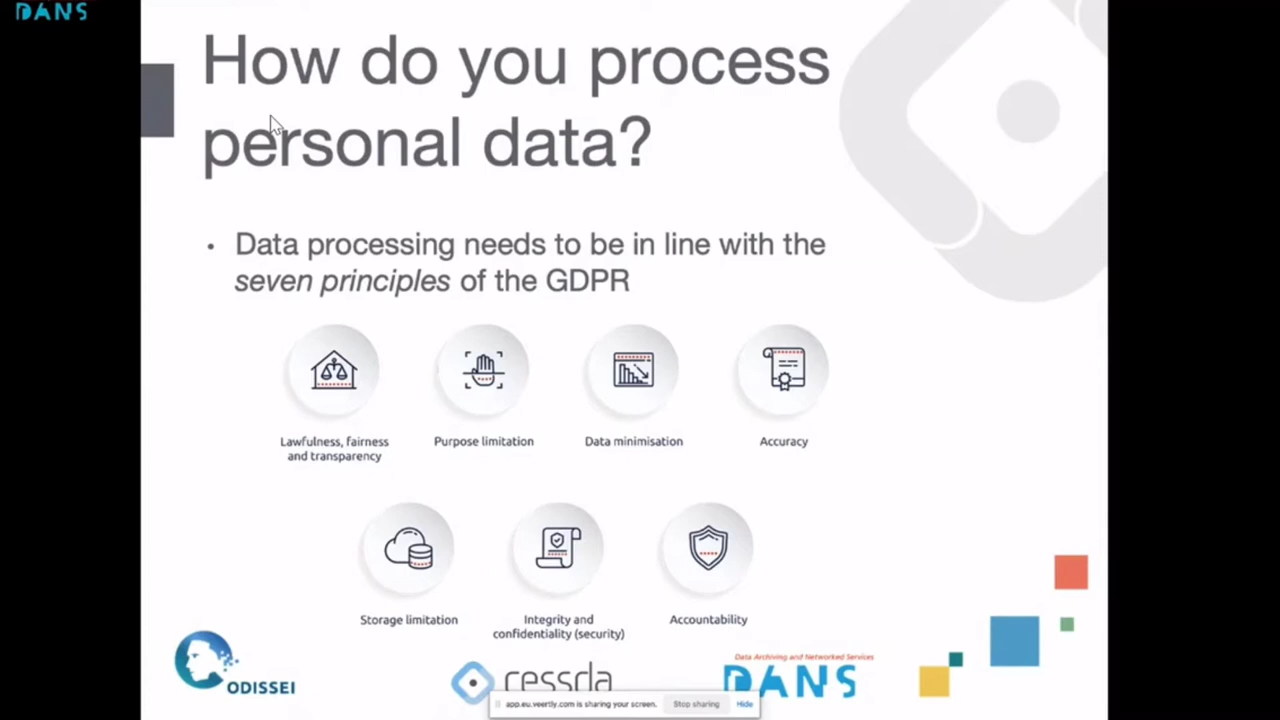 DANS
How do you process
personal data?
• Data processing needs to be in line with the
seven principles of the GDPR
Lawfulness, fairness
and transparency
Purpose limitation
Data minimisation
Accuracy
Storage limitation
Integrity and
confidentiality (security)
Accountability
ODISSEI
cessda
Data Archiving and Networked Services
DANS
app.eu.veertly.com is sharing your screen.
Stop sharing
Hide